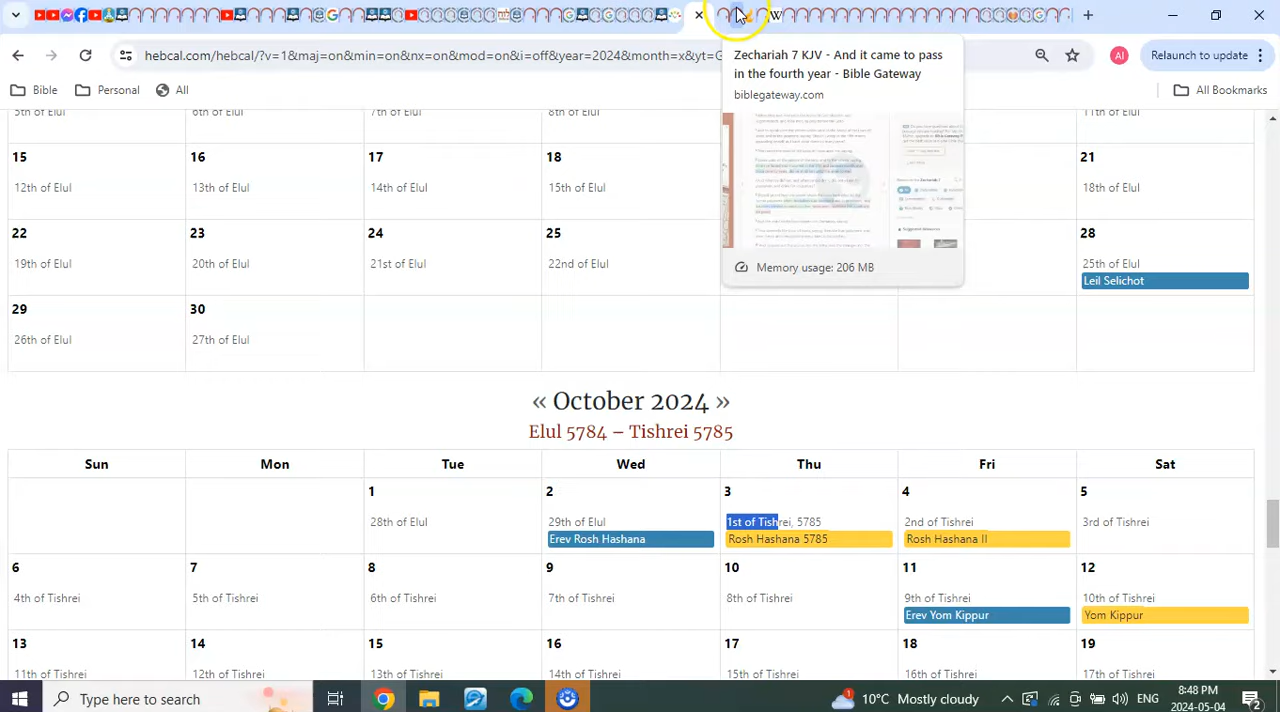 W
hebcal.com/hebcal/?v=1&maj=on&min=on&nx=on&mod=on&i=off&year=2024&month=x&yt=G
AI
Relaunch to update
Bible
Personal
All
All Bookmarks
Zechariah 7 KJV - And it came to pass
in the fourth year - Bible Gateway
biblegateway.com
Memory usage: 206 MB
5th of Elul
7th of Elul
8th of Elul
11th of Elul
15
16
17
18
21
12th of Elul
13th of Elul
14th of Elul
15th of Elul
18th of Elul
22
23
24
25
28
19th of Elul
20th of Elul
21st of Elul
22nd of Elul
25th of Elul
Leil Selichot
29
30
26th of Elul
27th of Elul
« October 2024 »
Elul 5784 – Tishrei 5785
Sun
Mon
Tue
Wed
Thu
Fri
Sat
1
2
3
4
5
28th of Elul
29th of Elul
1st of Tishrei, 5785
2nd of Tishrei
3rd of Tishrei
Erev Rosh Hashana
Rosh Hashana 5785
Rosh Hashana II
6
7
8
9
10
11
12
4th of Tishrei
5th of Tishrei
6th of Tishrei
7th of Tishrei
8th of Tishrei
9th of Tishrei
10th of Tishrei
Erev Yom Kippur
Yom Kippur
13
14
15
16
17
18
19
11th of Tishrei
12th of Tishrei
13th of Tishrei
14th of Tishrei
15th of Tishrei
16th of Tishrei
17th of Tishrei
Type here to search
1
10°C Mostly cloudy
ENG
8:48 PM
2024-05-04
2